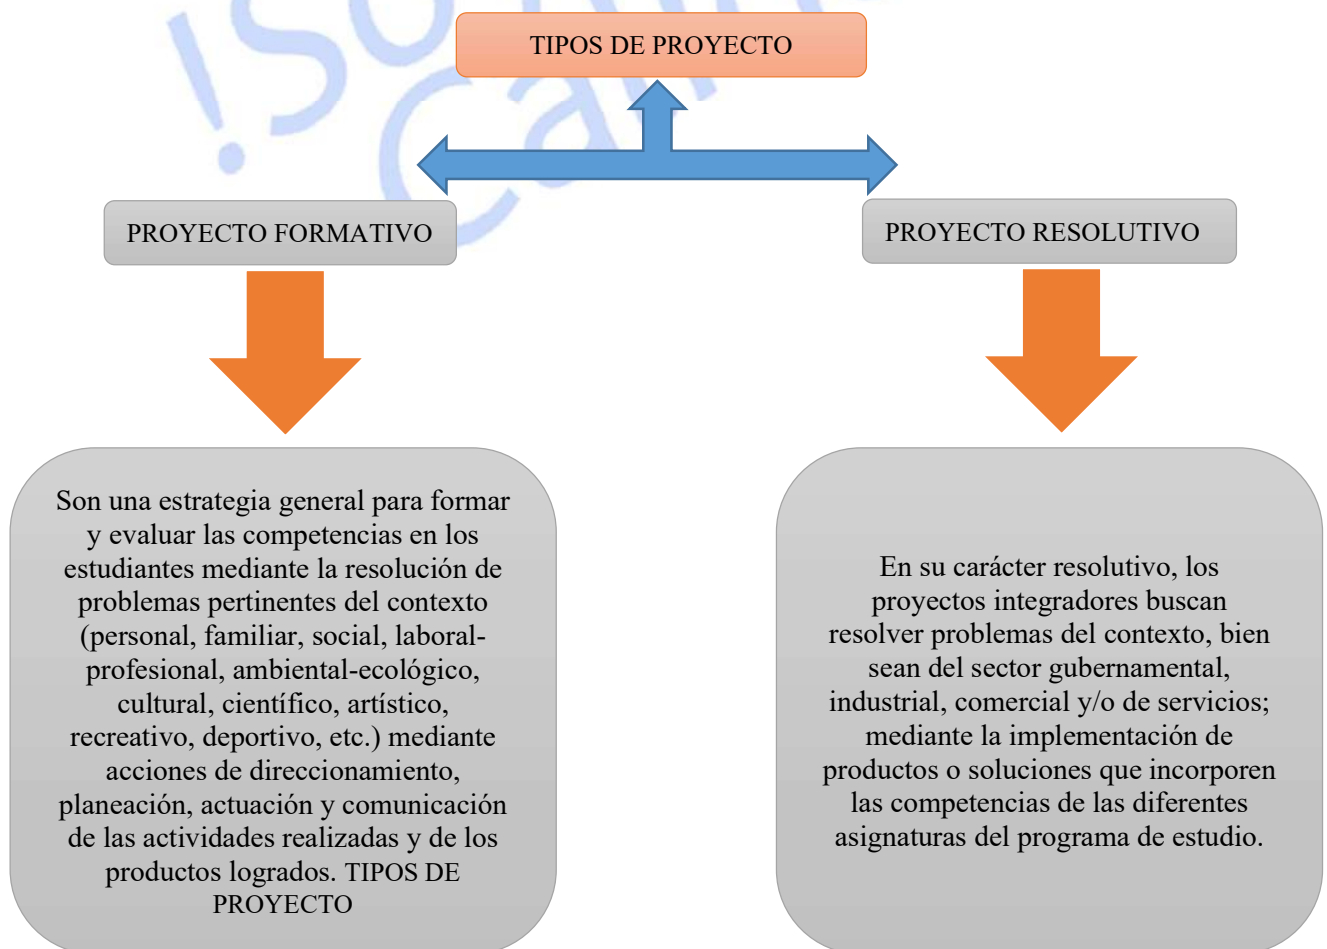 TIPOS DE PROYECTO
PROYECTO FORMATIVO
PROYECTO RESOLUTIVO
Son una estrategia general para formar
y evaluar las competencias en los
estudiantes mediante la resolución de
problemas pertinentes del contexto
(personal, familiar, social, laboral-
profesional, ambiental-ecológico,
cultural, científico, artístico,
recreativo, deportivo, etc.) mediante
acciones de direccionamiento,
planeación, actuación y comunicación
de las actividades realizadas y de los
productos logrados. TIPOS DE
PROYECTO
En su carácter resolutivo, los
proyectos integradores buscan
resolver problemas del contexto, bien
sean del sector gubernamental,
industrial, comercial y/o de servicios;
mediante la implementación de
productos o soluciones que incorporen
las competencias de las diferentes
asignaturas del programa de estudio.